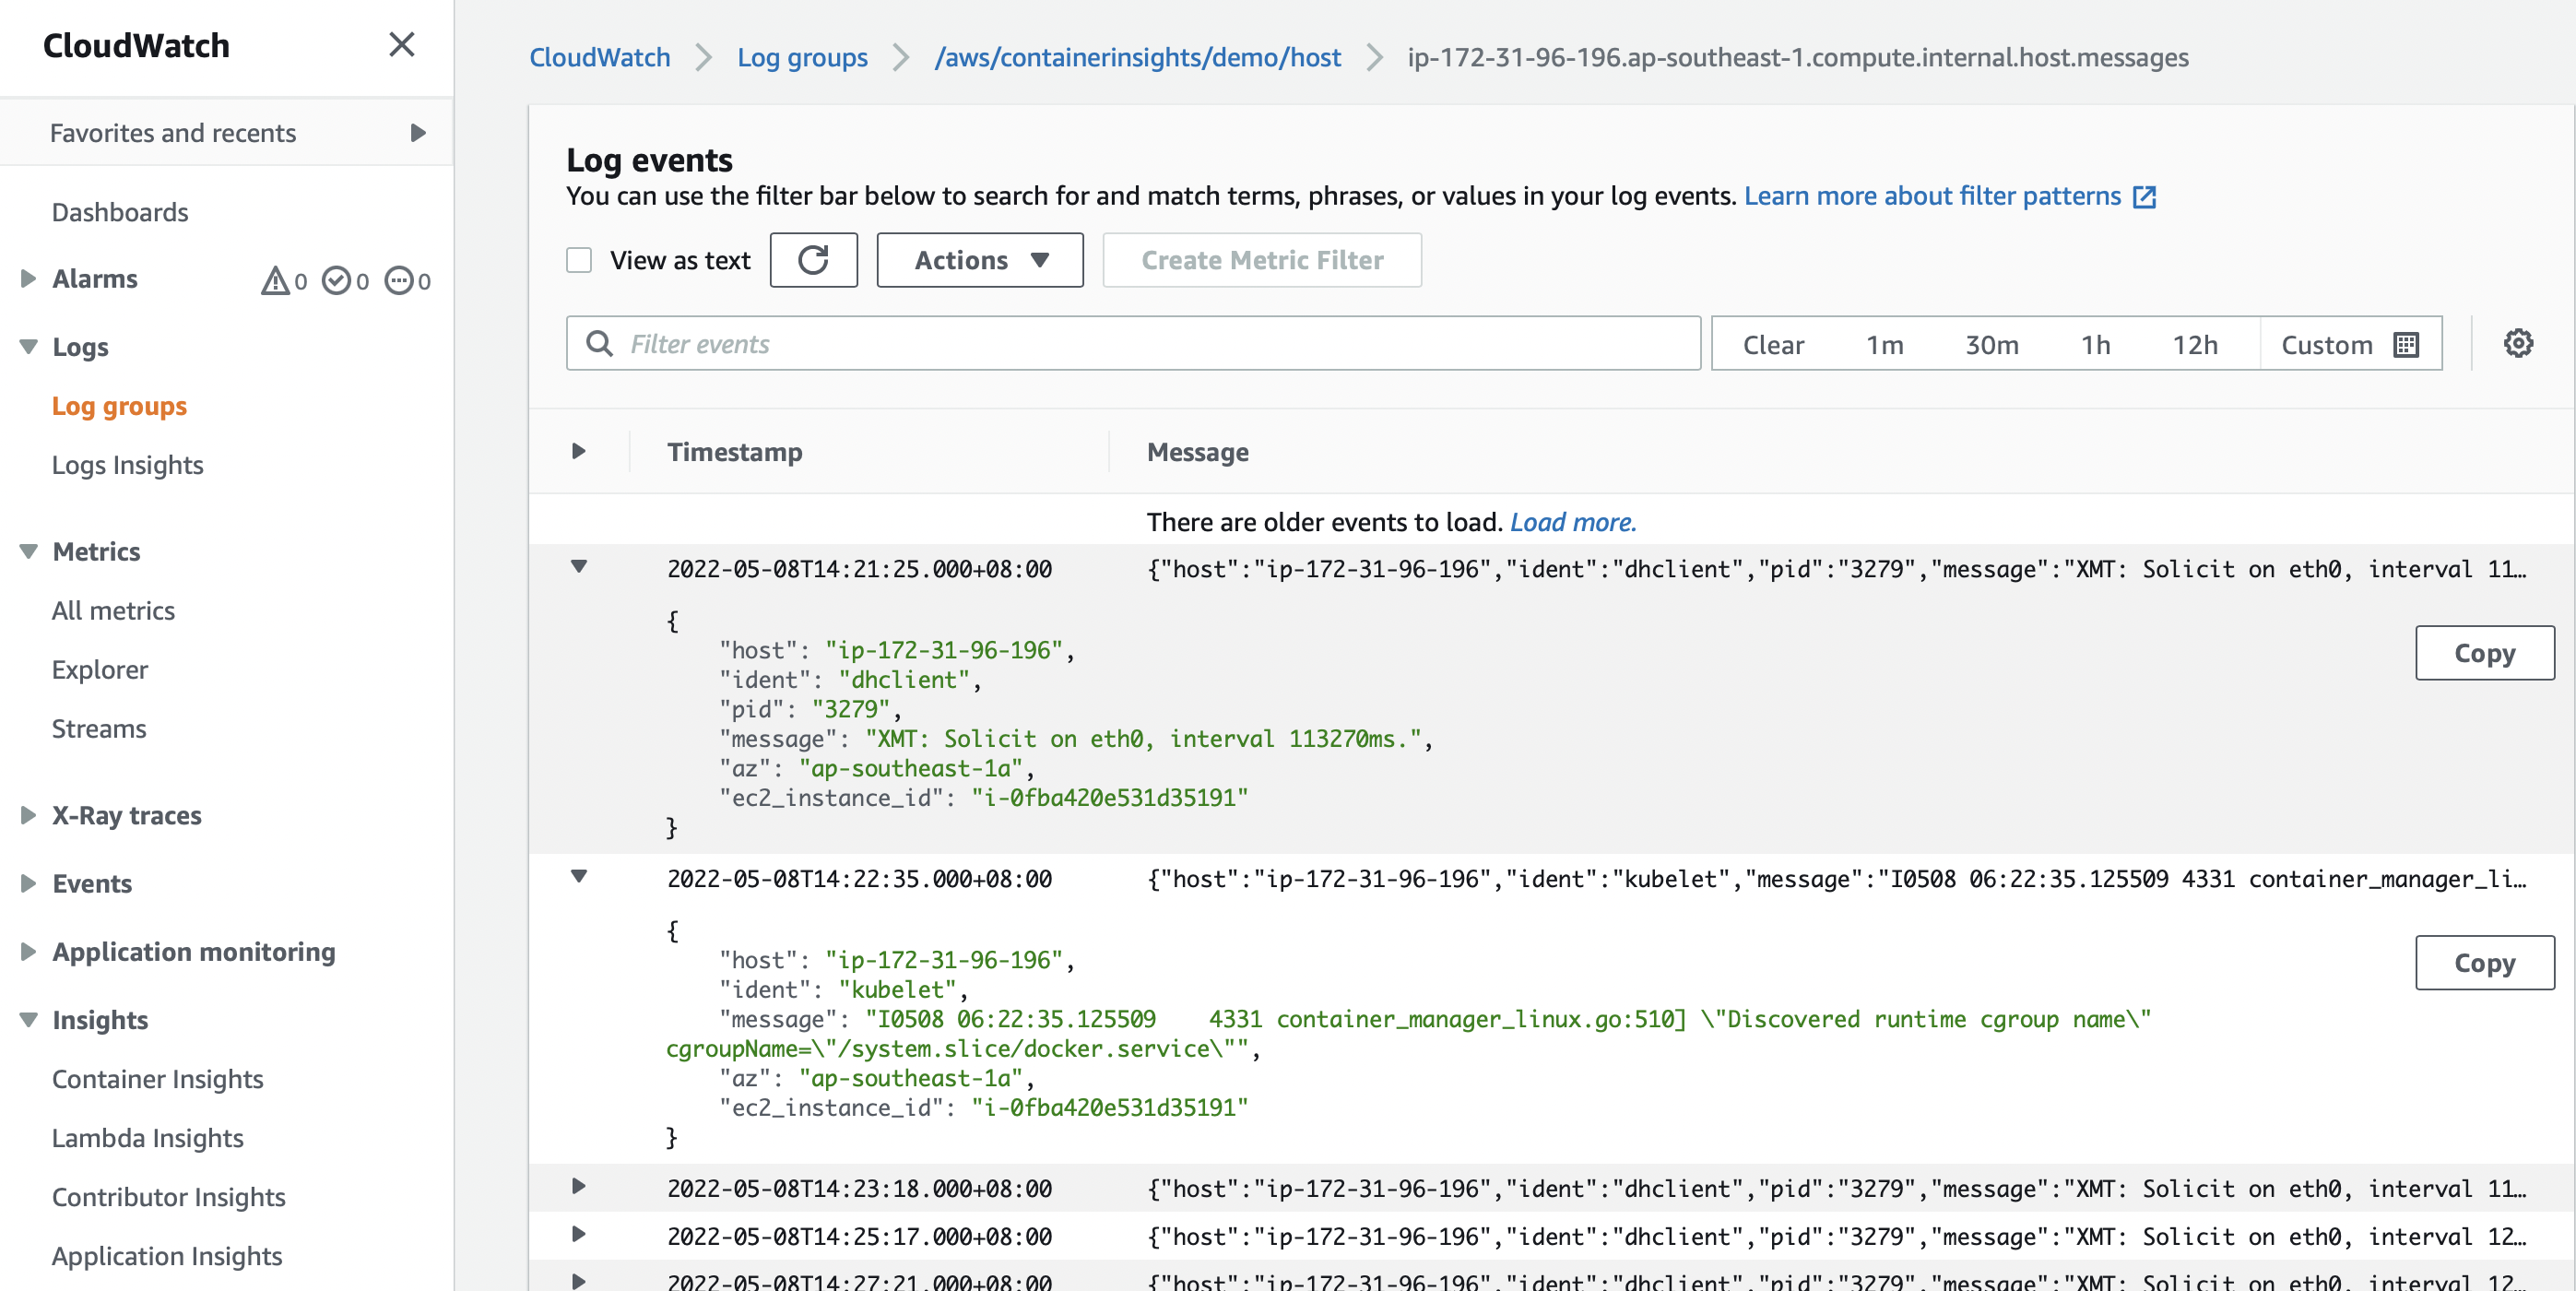 CloudWatch
Favorites and recents
Dashboards
Alarms 0 0 0
Logs
Log groups
Logs Insights
Metrics
All metrics
Explorer
Streams
X-Ray traces
Events
Application monitoring
Insights
Container Insights
Lambda Insights
Contributor Insights
Application Insights
CloudWatch > Log groups > /aws/containerinsights/demo/host > ip-172-31-96-196.ap-southeast-1.compute.internal.host.messages
Log events
You can use the filter bar below to search for and match terms, phrases, or values in your log events. Learn more about filter patterns
View as text Actions Create Metric Filter
Filter events Clear 1m 30m 1h 12h Custom
Timestamp Message
There are older events to load. Load more.
2022-05-08T14:21:25.000+08:00 {"host":"ip-172-31-96-196","ident":"dhclient","pid":"3279","message":"XMT: Solicit on eth0, interval 11…
{
"host": "ip-172-31-96-196",
Copy
"ident": "dhclient",
"pid": "3279",
"message": "XMT: Solicit on eth0, interval 113270ms.",
"az": "ap-southeast-1a",
"ec2_instance_id": "i-0fba420e531d35191"
}
2022-05-08T14:22:35.000+08:00 {"host":"ip-172-31-96-196","ident":"kubelet","message":"I0508 06:22:35.125509 4331 container_manager_li…
{
"host": "ip-172-31-96-196",
Copy
"ident": "kubelet",
"message": "I0508 06:22:35.125509    4331 container_manager_linux.go:510] \"Discovered runtime cgroup name\"
cgroupName=\"/system.slice/docker.service\"",
"az": "ap-southeast-1a",
"ec2_instance_id": "i-0fba420e531d35191"
}
2022-05-08T14:23:18.000+08:00 {"host":"ip-172-31-96-196","ident":"dhclient","pid":"3279","message":"XMT: Solicit on eth0, interval 11…
2022-05-08T14:25:17.000+08:00 {"host":"ip-172-31-96-196","ident":"dhclient","pid":"3279","message":"XMT: Solicit on eth0, interval 12…
2022-05-08T14:27:21.000+08:00 {"host":"ip-172-31-96-196","ident":"dhclient","pid":"3279","message":"XMT: Solicit on eth0, interval 12…